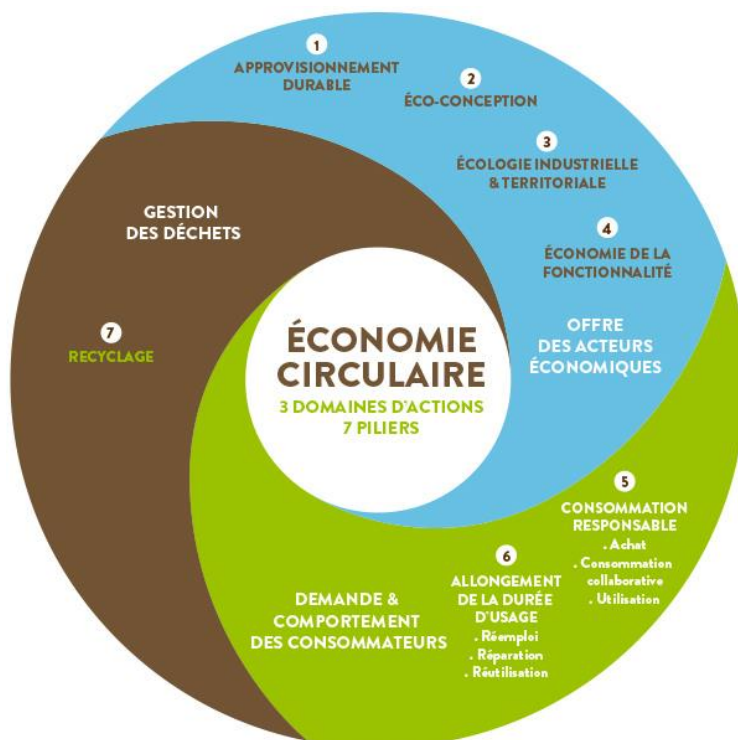 1
APPROVISIONNEMENT
DURABLE
2
ÉCO-CONCEPTION
3
ÉCOLOGIE INDUSTRIELLE
& TERRITORIALE
4
ÉCONOMIE DE LA
FONCTIONNALITÉ
OFFRE
DES ACTEURS
ÉCONOMIQUES
5
CONSOMMATION
RESPONSABLE
. Achat
. Consommation
collaborative
. Utilisation
6
ALLONGEMENT
DE LA DURÉE
D'USAGE
. Réemploi
. Réparation
. Réutilisation
DEMANDE &
COMPORTEMENT
DES CONSOMMATEURS
GESTION
DES DÉCHETS
7
RECYCLAGE
ÉCONOMIE
CIRCULAIRE
3 DOMAINES D'ACTIONS
7 PILIERS